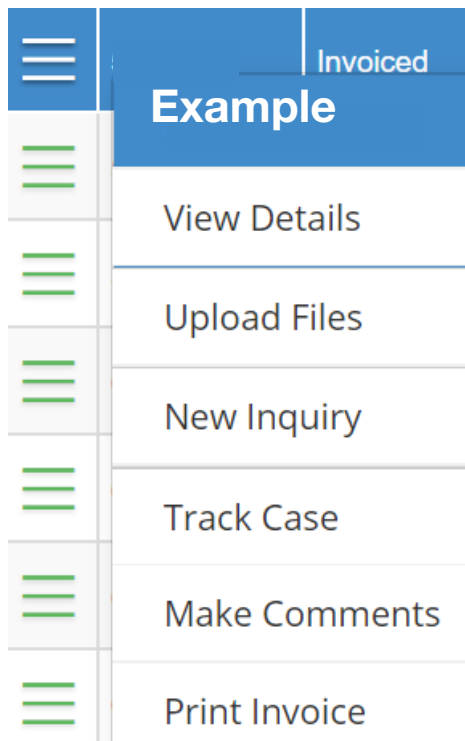 Invoiced
Example
View Details
Upload Files
New Inquiry
Track Case
Make Comments
Print Invoice